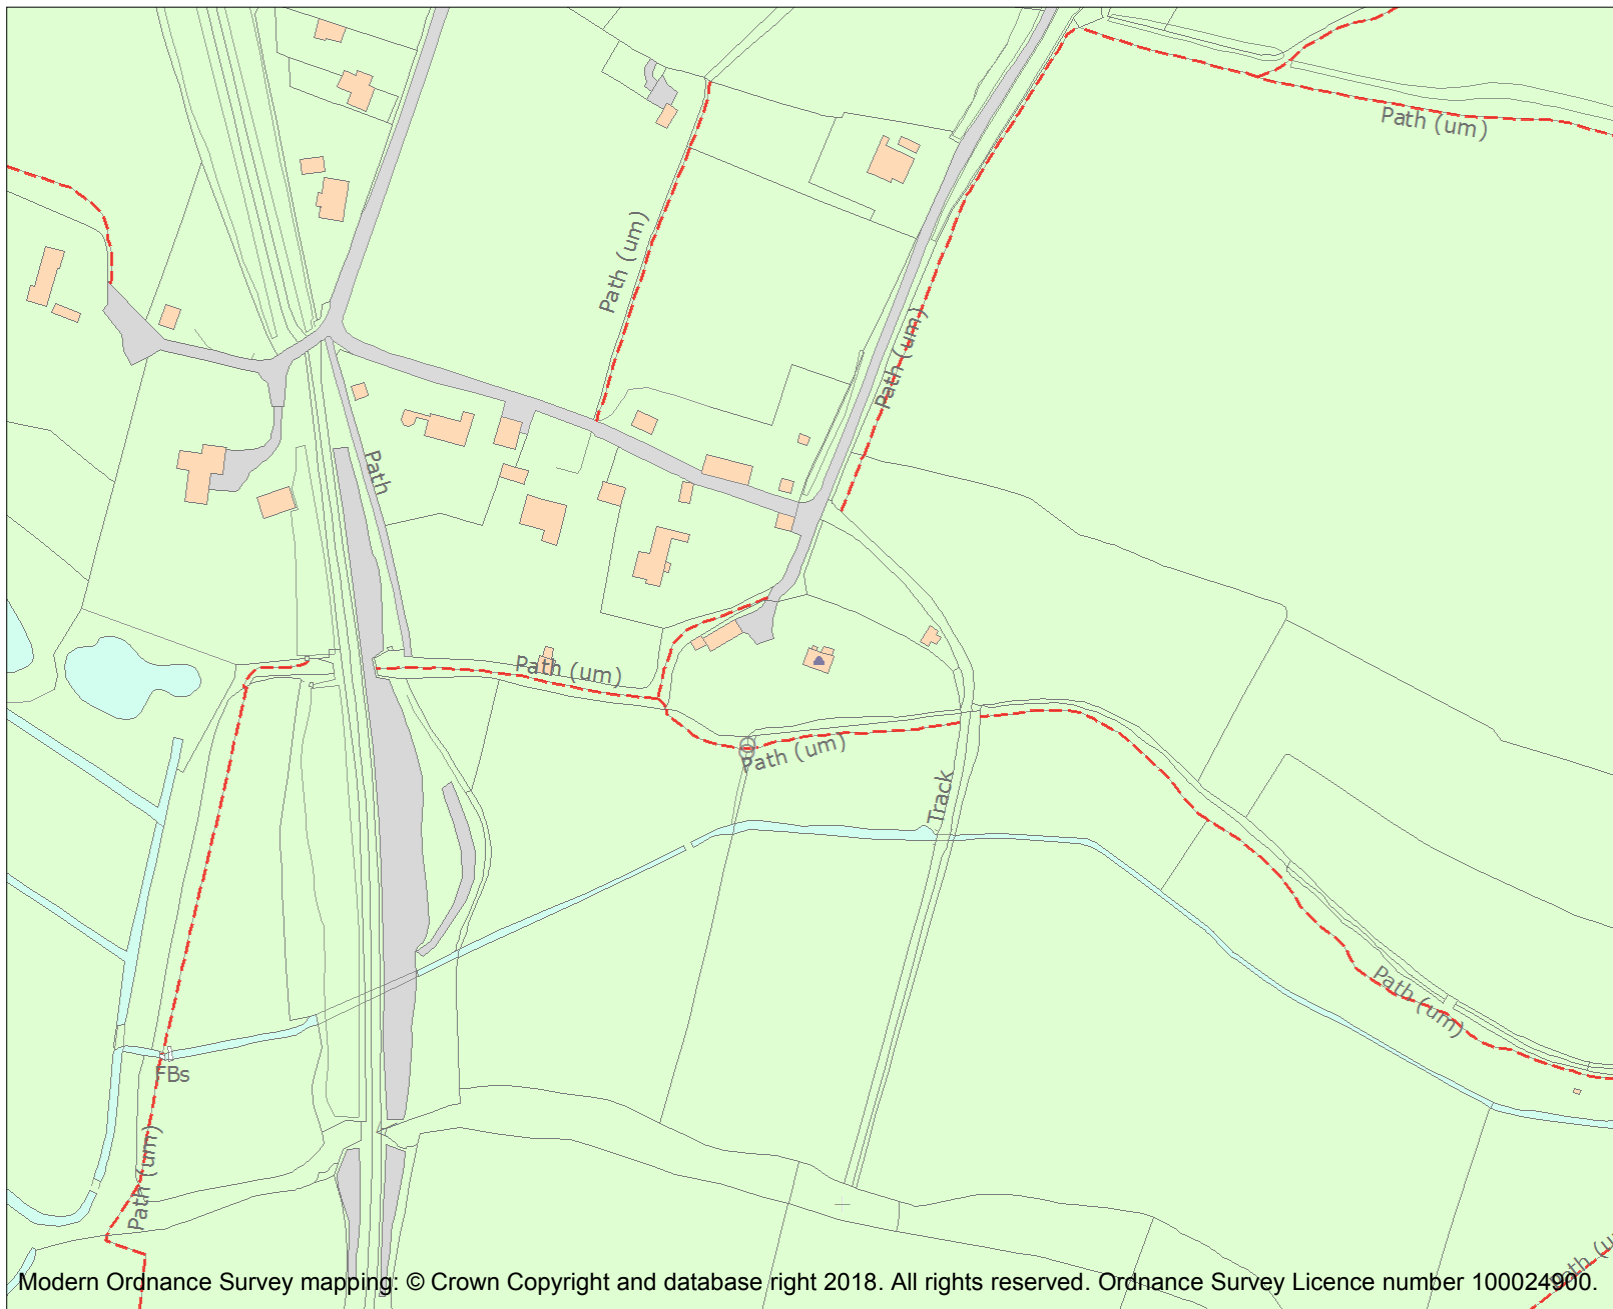 Path (um)
Path (um)
Path (um)
Path
Path (um)
Path (um)
Track
Path (um)
FBs
Path (um)
Path (u
Modern Ordnance Survey mapping: © Crown Copyright and database right 2018. All rights reserved. Ordnance Survey Licence number 100024900.